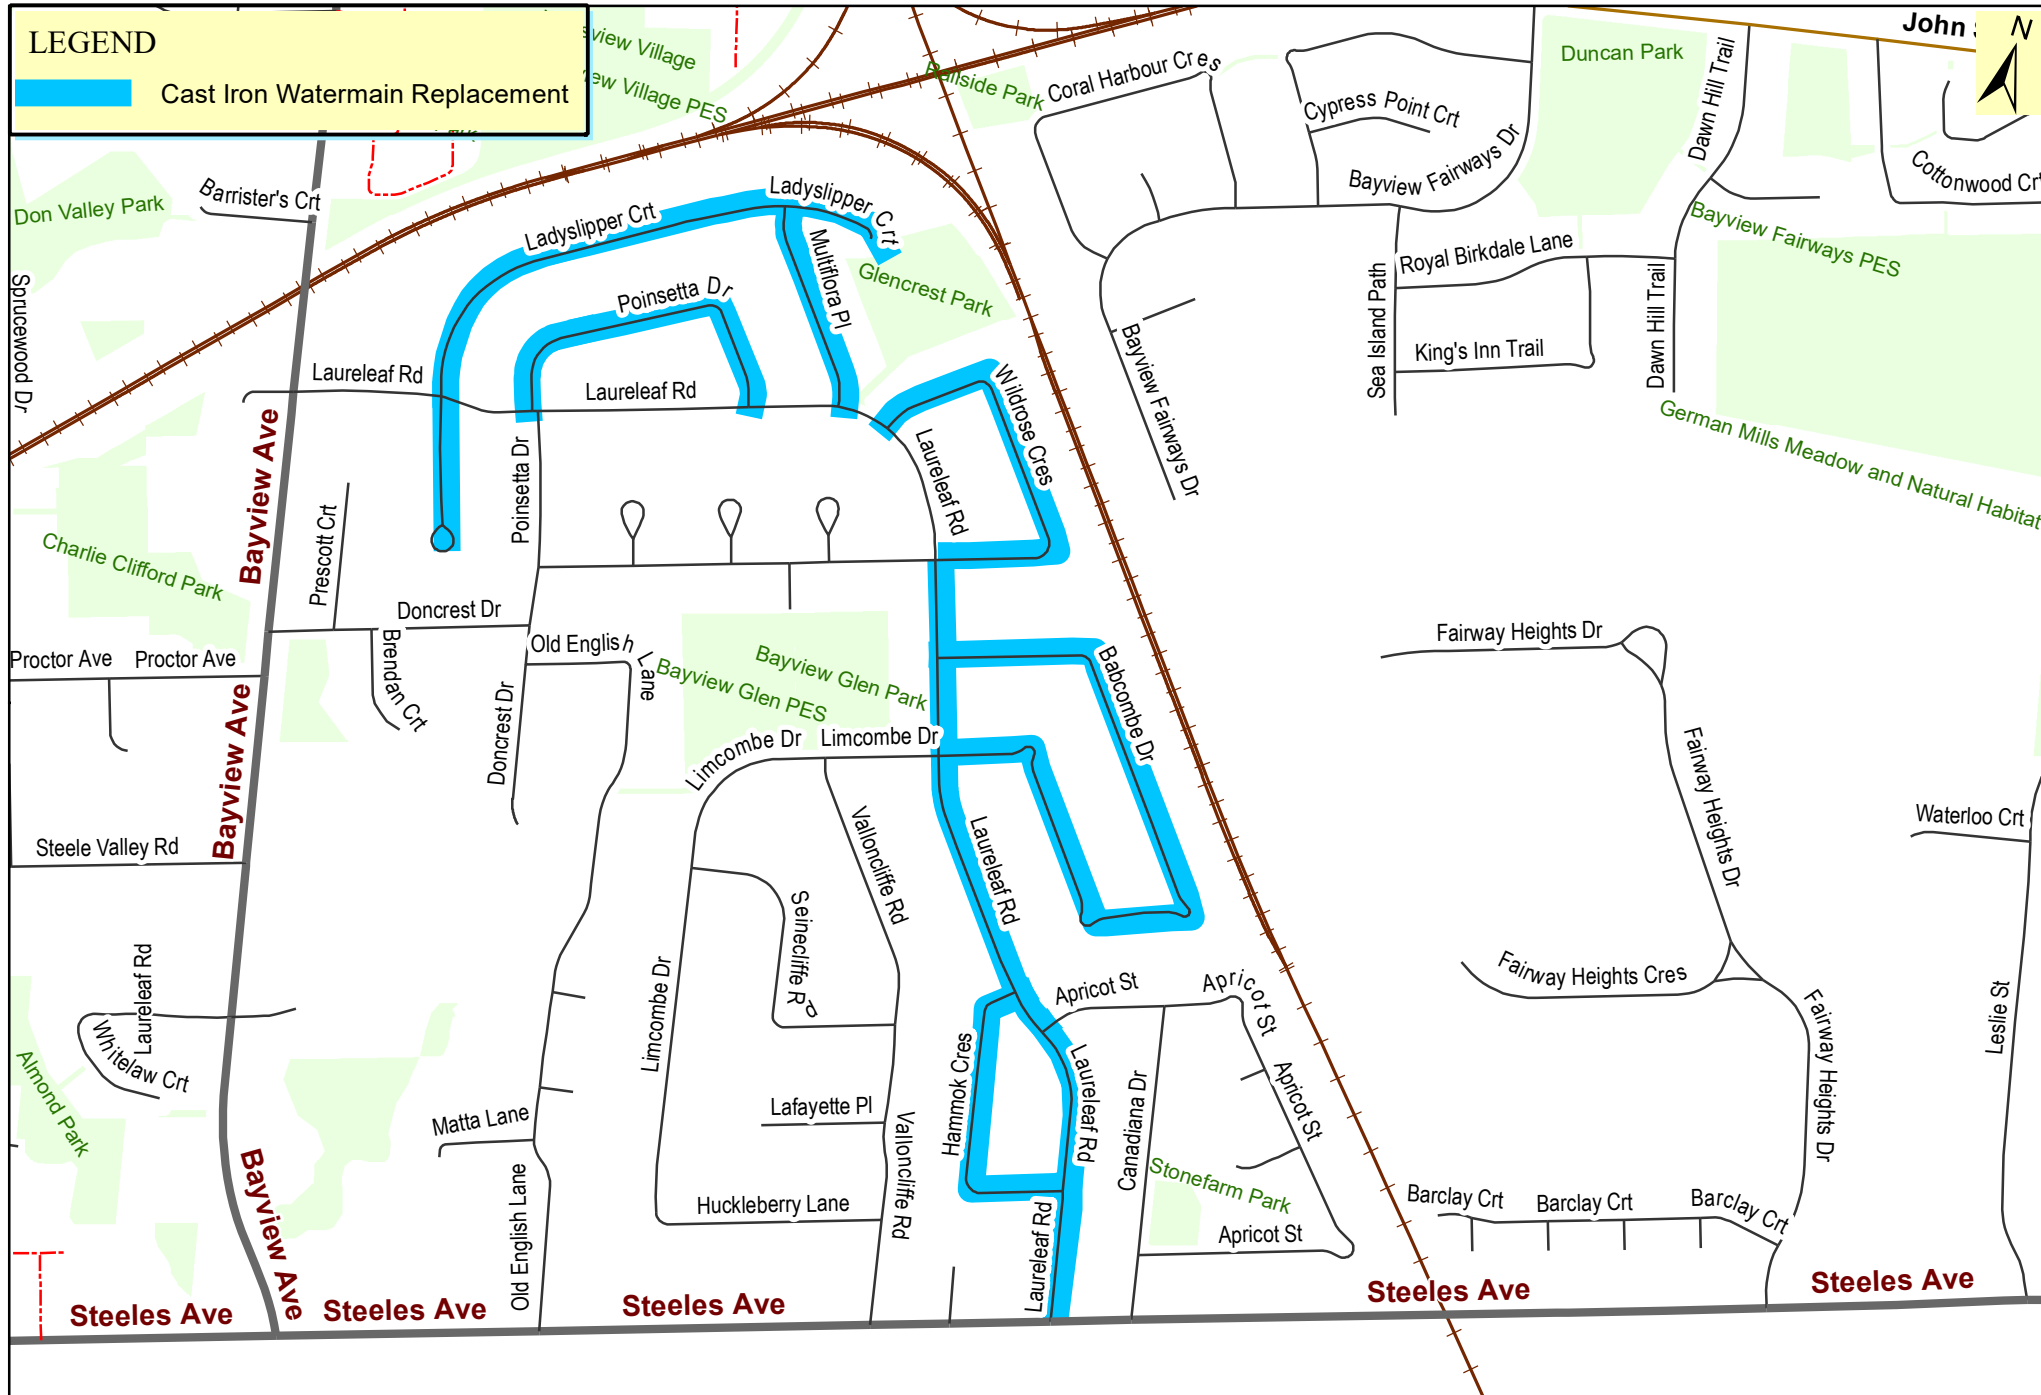 LEGEND
Cast Iron Watermain Replacement
view Village
view Village PES
Railside Park
Coral Harbour Cres
Cypress Point Crt
Bayview Fairways Dr
Duncan Park
Dawn Hill Trail
John
N
Cottonwood Crt
Bayview Fairways PES
Don Valley Park
Barrister's Crt
Ladyslipper Crt
Ladyslipper Crt
Multiflora Pl
Glencrest Park
Poinsetta Dr
Royal Birkdale Lane
Sea Island Path
King's Inn Trail
Dawn Hill Trail
German Mills Meadow and Natural Habitat
Sprucewood Dr
Laureleaf Rd
Laureleaf Rd
Wildrose Cres
Laureleaf Rd
Bayview Fairways Dr
Bayview Ave
Poinsetta Dr
Prescott Crt
Charlie Clifford Park
Doncrest Dr
Brendan Crt
Old English Lane
Proctor Ave
Proctor Ave
Bayview Glen Park
Bayview Glen PES
Babcombe Dr
Fairway Heights Dr
Fairway Heights Dr
Bayview Ave
Doncrest Dr
Limcombe Dr
Limcombe Dr
Steele Valley Rd
Valloncliffe Rd
Laureleaf Rd
Waterloo Crt
Seinecliffe Rd
Laureleaf Rd
Whitelaw Crt
Limcombe Dr
Apricot St
Apricot St
Fairway Heights Cres
Fairway Heights Dr
Leslie St
Almond Park
Hammok Cres
Laureleaf Rd
Canadiana Dr
Apricot St
Matta Lane
Lafayette Pl
Valloncliffe Rd
Bayview Ave
Old English Lane
Huckleberry Lane
Stonefarm Park
Laureleaf Rd
Apricot St
Barclay Crt
Barclay Crt
Barclay Crt
Steeles Ave
Steeles Ave
Steeles Ave
Steeles Ave
Steeles Ave